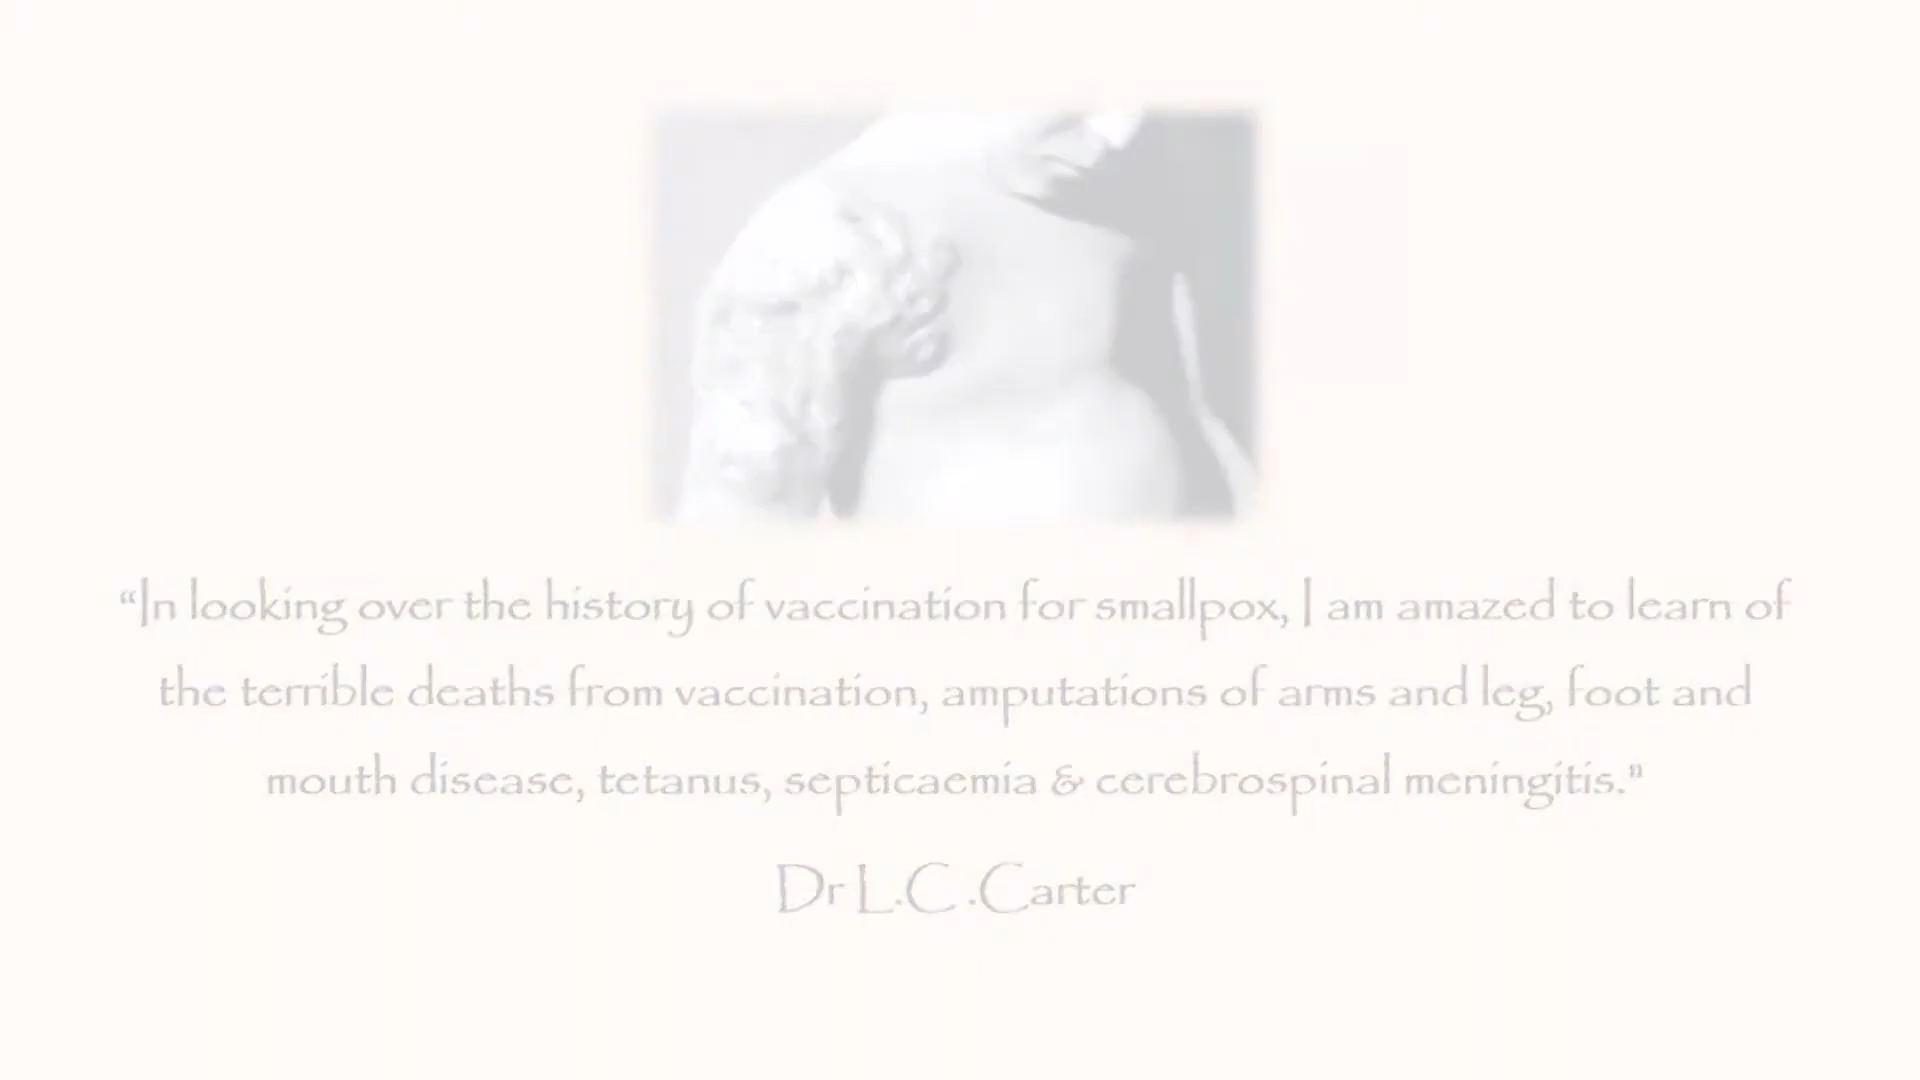 “In looking over the history of vaccination for smallpox, I am amazed to learn of
the terrible deaths from vaccination, amputations of arms and leg, foot and
mouth disease, tetanus, septicaemia & cerebrospinal meningitis.”
Dr L.C .Carter